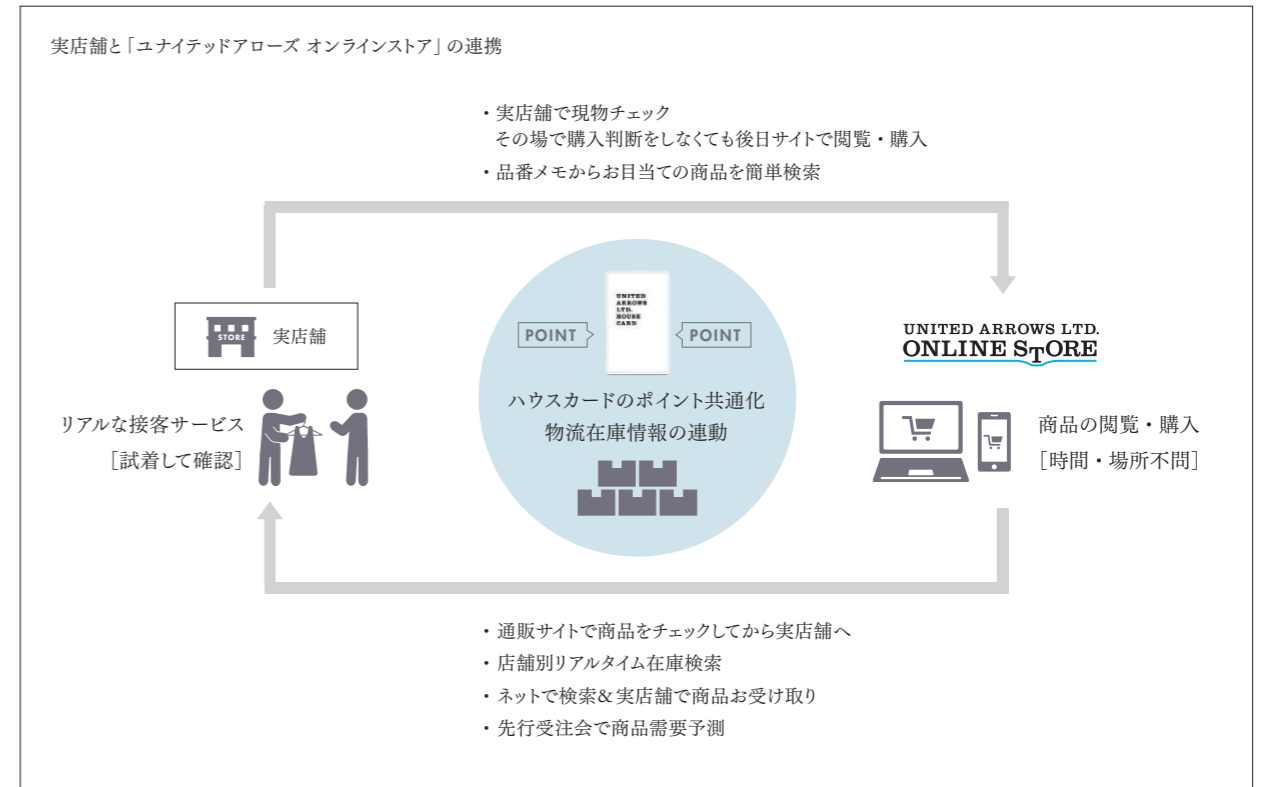 実店舗と「ユナイテッドアローズ オンラインストア」の連携
・実店舗で現物チェック
その場で購入判断をしなくても後日サイトで閲覧・購入
・品番メモからお目当ての商品を簡単検索
STORE
実店舗
リアルな接客サービス
［試着して確認］
UNITED
ARROWS
LTD.
HOUSE
CARD
POINT
POINT
ハウスカードのポイント共通化
物流在庫情報の連動
UNITED ARROWS LTD.
ONLINE STORE
商品の閲覧・購入
［時間・場所不問］
・通販サイトで商品をチェックしてから実店舗へ
・店舗別リアルタイム在庫検索
・ネットで検索＆実店舗で商品お受け取り
・先行受注会で商品需要予測